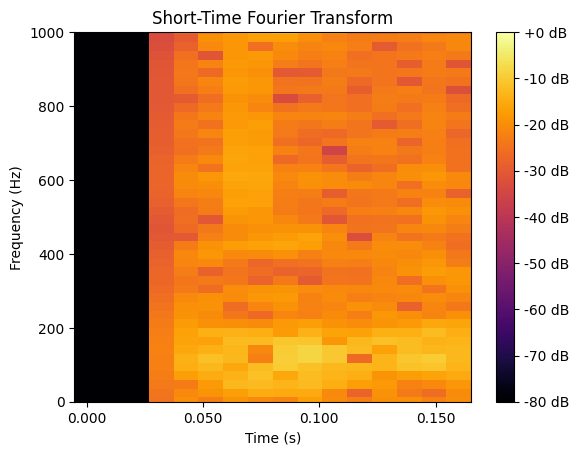 Short-Time Fourier Transform
Frequency (Hz)
1000
800
600
400
200
0
0.000
0.050
0.100
0.150
Time (s)
+0 dB
-10 dB
-20 dB
-30 dB
-40 dB
-50 dB
-60 dB
-70 dB
-80 dB